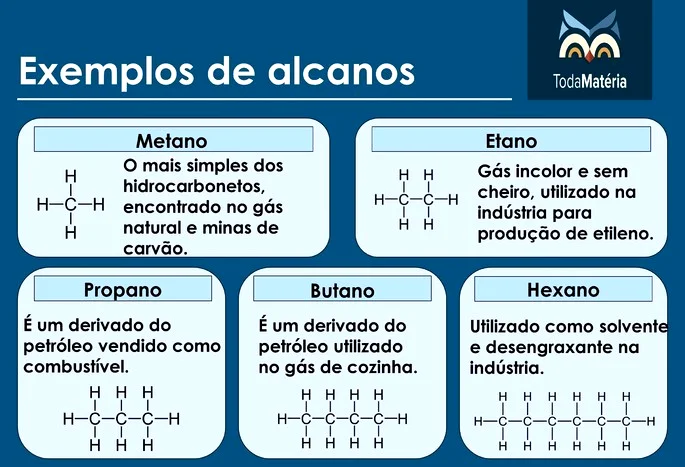 Exemplos de alcanos
TodaMatéria
Metano
O mais simples dos
hidrocarbonetos,
encontrado no gás
natural e minas de
carvão.
H
H–C–H
H
Etano
Gás incolor e sem
cheiro, utilizado na
indústria para
produção de etileno.
H H
H–C–C–H
H H
Propano
É um derivado do
petróleo vendido como
combustível.
H H H
H–C–C–C–H
H H H
Butano
É um derivado do
petróleo utilizado
no gás de cozinha.
H H H H
H–C–C–C–C–H
H H H H
Hexano
Utilizado como solvente
e desengraxante na
indústria.
H H H H H H
H–C–C–C–C–C–C–H
H H H H H H